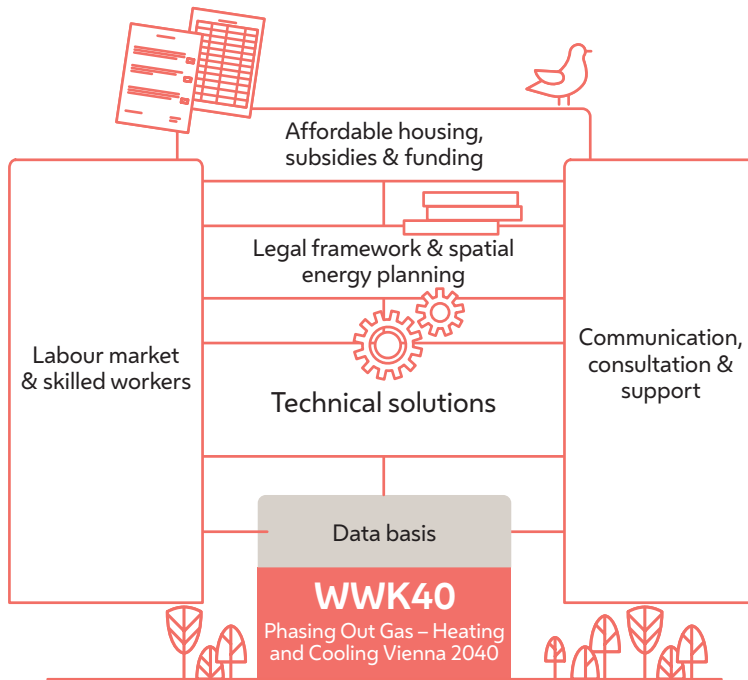 Affordable housing,
subsidies & funding
Legal framework & spatial
energy planning
Labour market
& skilled workers
Technical solutions
Communication,
consultation &
support
Data basis
WWK40
Phasing Out Gas – Heating
and Cooling Vienna 2040